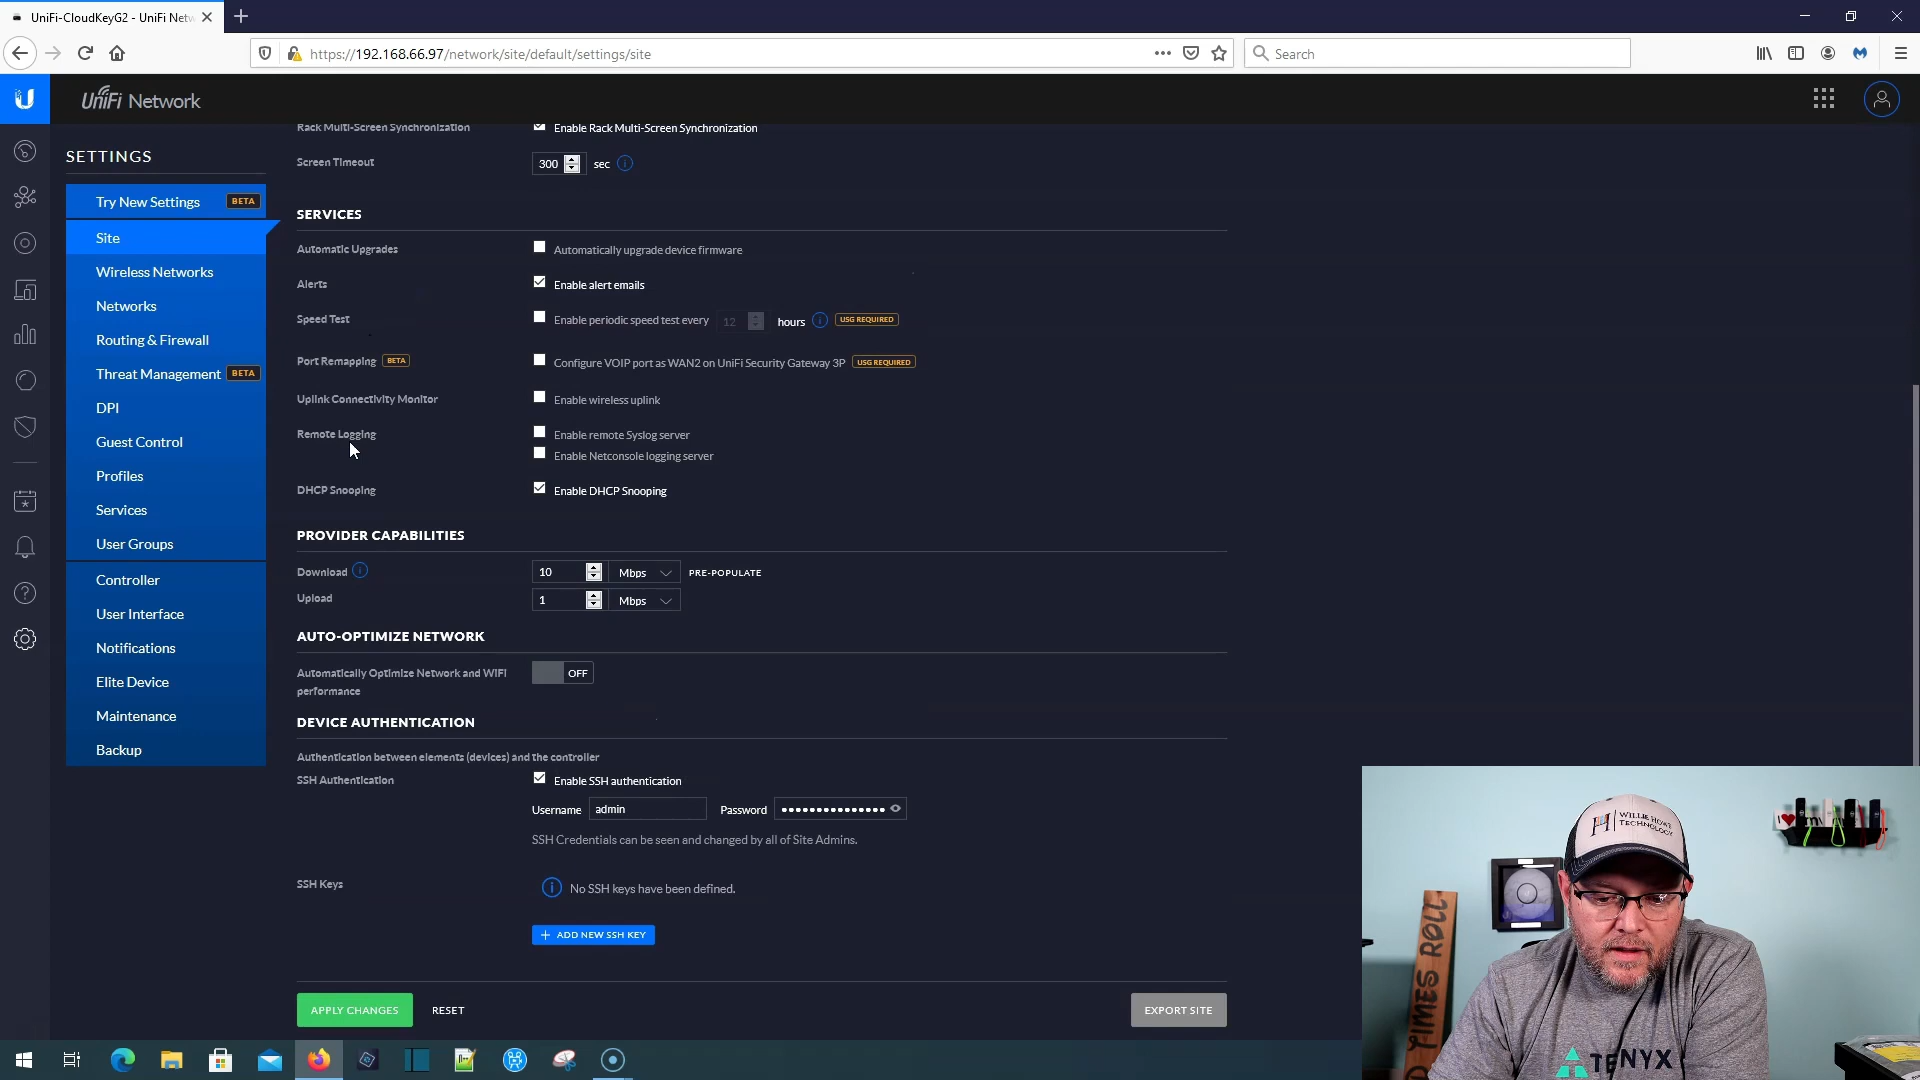 UniFi-CloudKeyG2 - UniFi Netw
https://192.168.66.97/network/site/default/settings/site
Search
UniFi Network
SETTINGS
Try New Settings BETA
Site
Wireless Networks
Networks
Routing & Firewall
Threat Management BETA
DPI
Guest Control
Profiles
Services
User Groups
Controller
User Interface
Notifications
Elite Device
Maintenance
Backup
Rack Multi-Screen Synchronization Enable Rack Multi-Screen Synchronization
Screen Timeout 300 sec
SERVICES
Automatic Upgrades Automatically upgrade device firmware
Alerts Enable alert emails
Speed Test Enable periodic speed test every 12 hours USG REQUIRED
Port Remapping BETA Configure VOIP port as WAN2 on UniFi Security Gateway 3P USG REQUIRED
Uplink Connectivity Monitor Enable wireless uplink
Remote Logging Enable remote Syslog server
Enable Netconsole logging server
DHCP Snooping Enable DHCP Snooping
PROVIDER CAPABILITIES
Download 10 Mbps PRE-POPULATE
Upload 1 Mbps
AUTO-OPTIMIZE NETWORK
Automatically Optimize Network and WiFi
performance OFF
DEVICE AUTHENTICATION
Authentication between elements (devices) and the controller
SSH Authentication Enable SSH authentication
Username admin Password
SSH Credentials can be seen and changed by all of Site Admins.
SSH Keys No SSH keys have been defined.
+ ADD NEW SSH KEY
APPLY CHANGES RESET EXPORT SITE
WILLIE HOWE
TECHNOLOGY
TIMES ROLL
TENYX